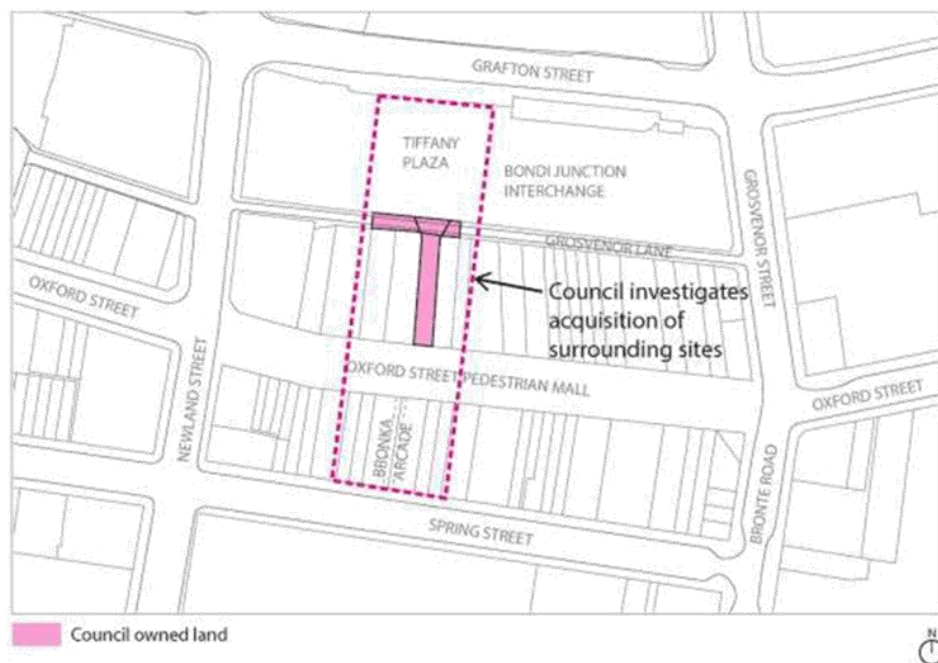 GRAFTON STREET
TIFFANY
PLAZA
BONDI JUNCTION
INTERCHANGE
GROSVENOR STREET
GROSVENOR LANE
OXFORD STREET
Council investigates
acquisition of
surrounding sites
NEWLAND STREET
OXFORD STREET PEDESTRIAN MALL
OXFORD STREET
BBONKA
ARCADE
BRONTE ROAD
SPRING STREET
Council owned land
N